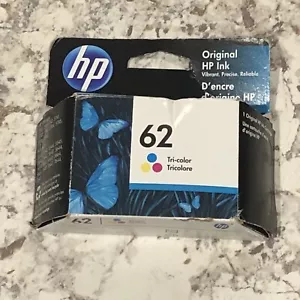 hp
Original
HP Ink
Vibrant. Precise. Reliable
D'encre
d'origine HP
62
Tri-color
Tricolore
62